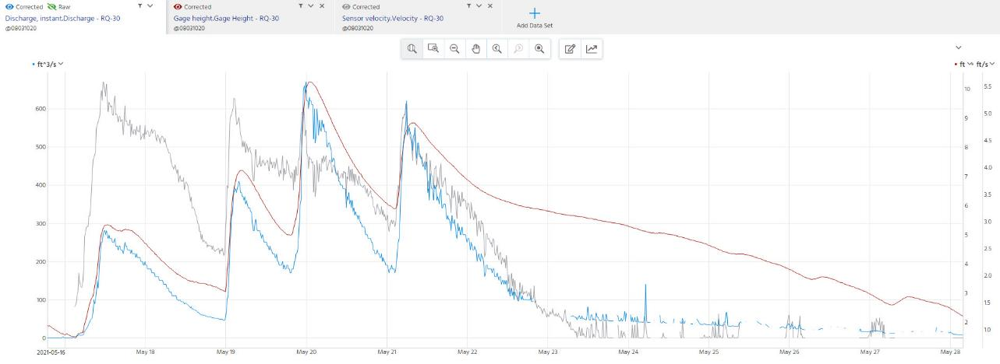 Corrected Raw
Discharge, instant.Discharge - RQ-30
@08031020
Corrected
Gage height.Gage Height - RQ-30
@08031020
Corrected
Sensor velocity.Velocity - RQ-30
@08031020
Add Data Set
ft^3/s
ft ft/s
600
500
400
300
200
100
0
10
9
8
7
6
5
4
3
2
5.5
5.0
4.5
4.0
3.5
3.0
2.5
2.0
1.5
1.0
2021-05-16 May 18 May 19 May 20 May 21 May 22 May 23 May 24 May 25 May 26 May 27 May 28